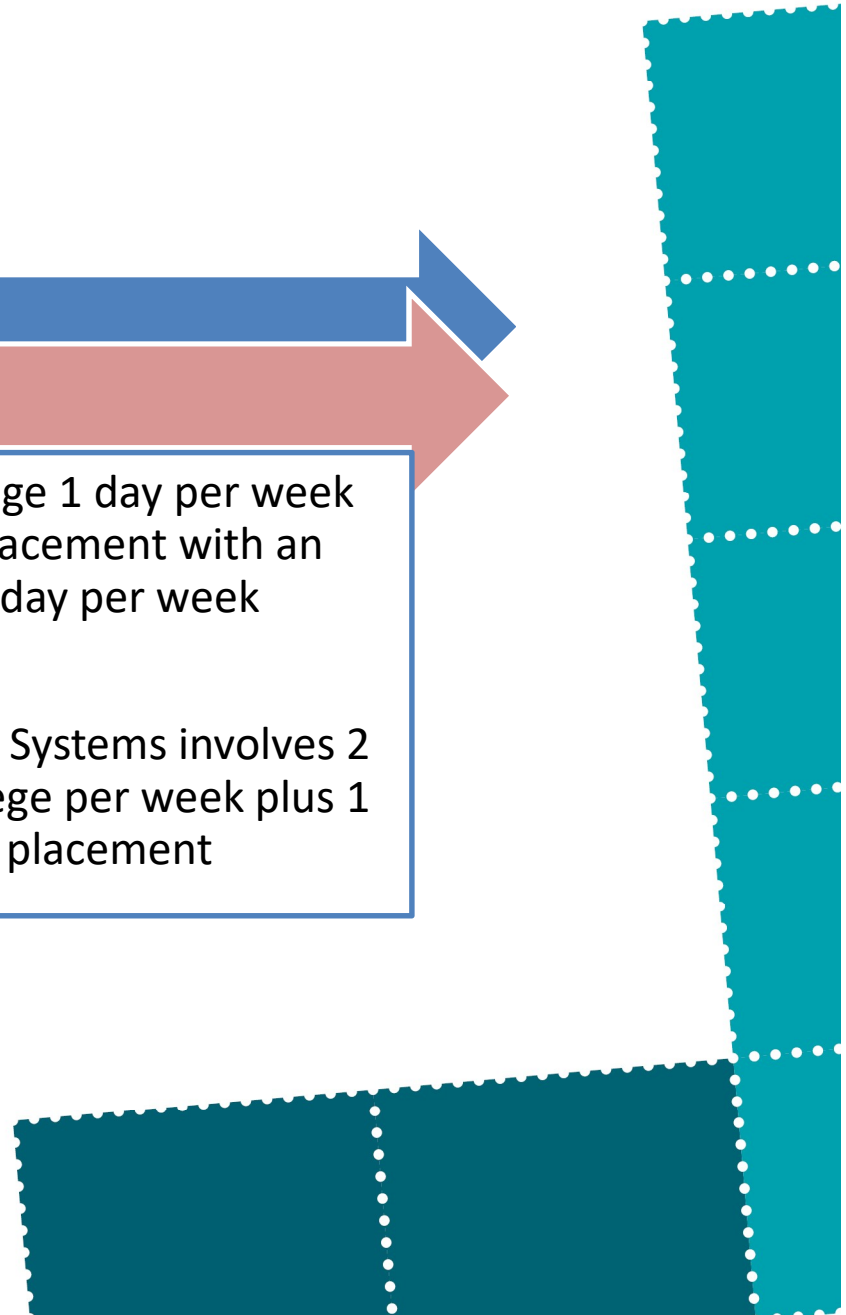 ge 1 day per week
acement with an
day per week
Systems involves 2
ege per week plus 1
placement